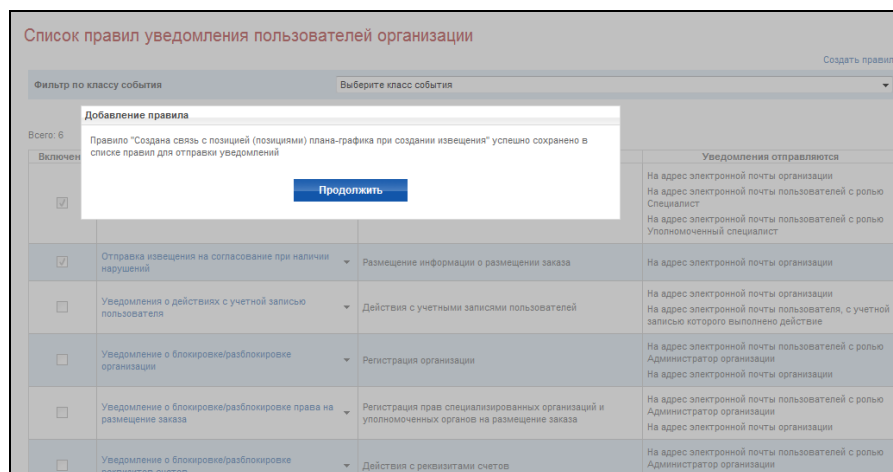 Список правил уведомления пользователей организации
Создать правил
Фильтр по классу события
Выберите класс события
Добавление правила
Всего: 6
Правило "Создана связь с позицией (позициями) плана-графика при создании извещения" успешно сохранено в
списке правил для отправки уведомлений
Включен
Уведомления отправляются
Продолжить
На адрес электронной почты организации
На адрес электронной почты пользователей с ролью
Специалист
На адрес электронной почты пользователей с ролью
Уполномоченный специалист
Отправка извещения на согласование при наличии
нарушений
Размещение информации о размещении заказа
На адрес электронной почты организации
Уведомления о действиях с учетной записью
пользователя
Действия с учетными записями пользователей
На адрес электронной почты организации
На адрес электронной почты пользователя, с учетной
записью которого выполнено действие
Уведомление о блокировке/разблокировке
организации
Регистрация организации
На адрес электронной почты пользователей с ролью
Администратор организации
На адрес электронной почты организации
Уведомление о блокировке/разблокировке права на
размещение заказа
Регистрация прав специализированных организаций и
уполномоченных органов на размещение заказа
На адрес электронной почты пользователей с ролью
Администратор организации
На адрес электронной почты организации
Уведомление о блокировке/разблокировке
реквизитов счетов
Действия с реквизитами счетов
На адрес электронной почты пользователей с ролью
Администратор организации